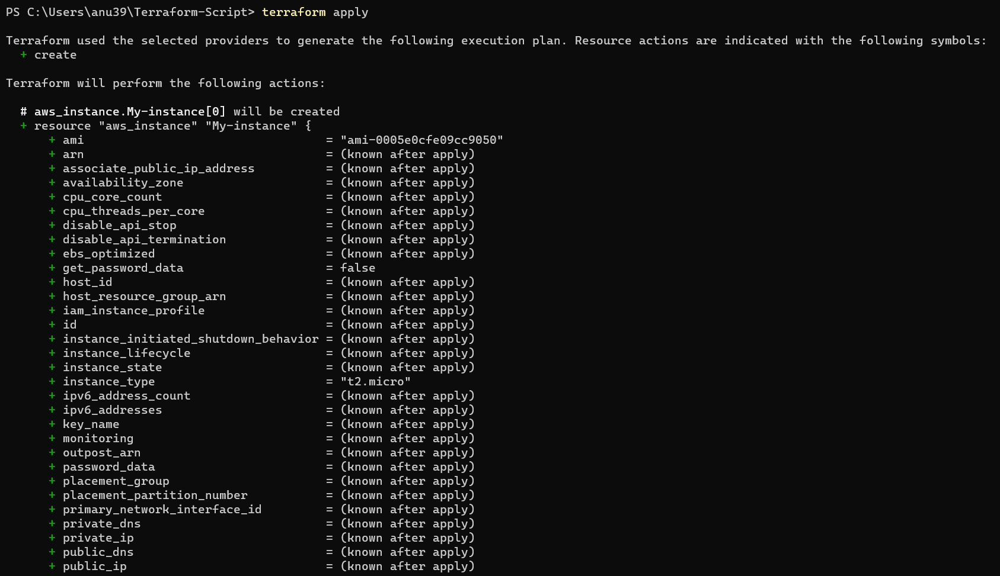 PS C:\Users\anu39\Terraform-Script> terraform apply
Terraform used the selected providers to generate the following execution plan. Resource actions are indicated with the following symbols:
+ create
Terraform will perform the following actions:
# aws_instance.My-instance[0] will be created
+ resource "aws_instance" "My-instance" {
+ ami = "ami-0005e0cfe09cc9050"
+ arn = (known after apply)
+ associate_public_ip_address = (known after apply)
+ availability_zone = (known after apply)
+ cpu_core_count = (known after apply)
+ cpu_threads_per_core = (known after apply)
+ disable_api_stop = (known after apply)
+ disable_api_termination = (known after apply)
+ ebs_optimized = (known after apply)
+ get_password_data = false
+ host_id = (known after apply)
+ host_resource_group_arn = (known after apply)
+ iam_instance_profile = (known after apply)
+ id = (known after apply)
+ instance_initiated_shutdown_behavior = (known after apply)
+ instance_lifecycle = (known after apply)
+ instance_state = (known after apply)
+ instance_type = "t2.micro"
+ ipv6_address_count = (known after apply)
+ ipv6_addresses = (known after apply)
+ key_name = (known after apply)
+ monitoring = (known after apply)
+ outpost_arn = (known after apply)
+ password_data = (known after apply)
+ placement_group = (known after apply)
+ placement_partition_number = (known after apply)
+ primary_network_interface_id = (known after apply)
+ private_dns = (known after apply)
+ private_ip = (known after apply)
+ public_dns = (known after apply)
+ public_ip = (known after apply)